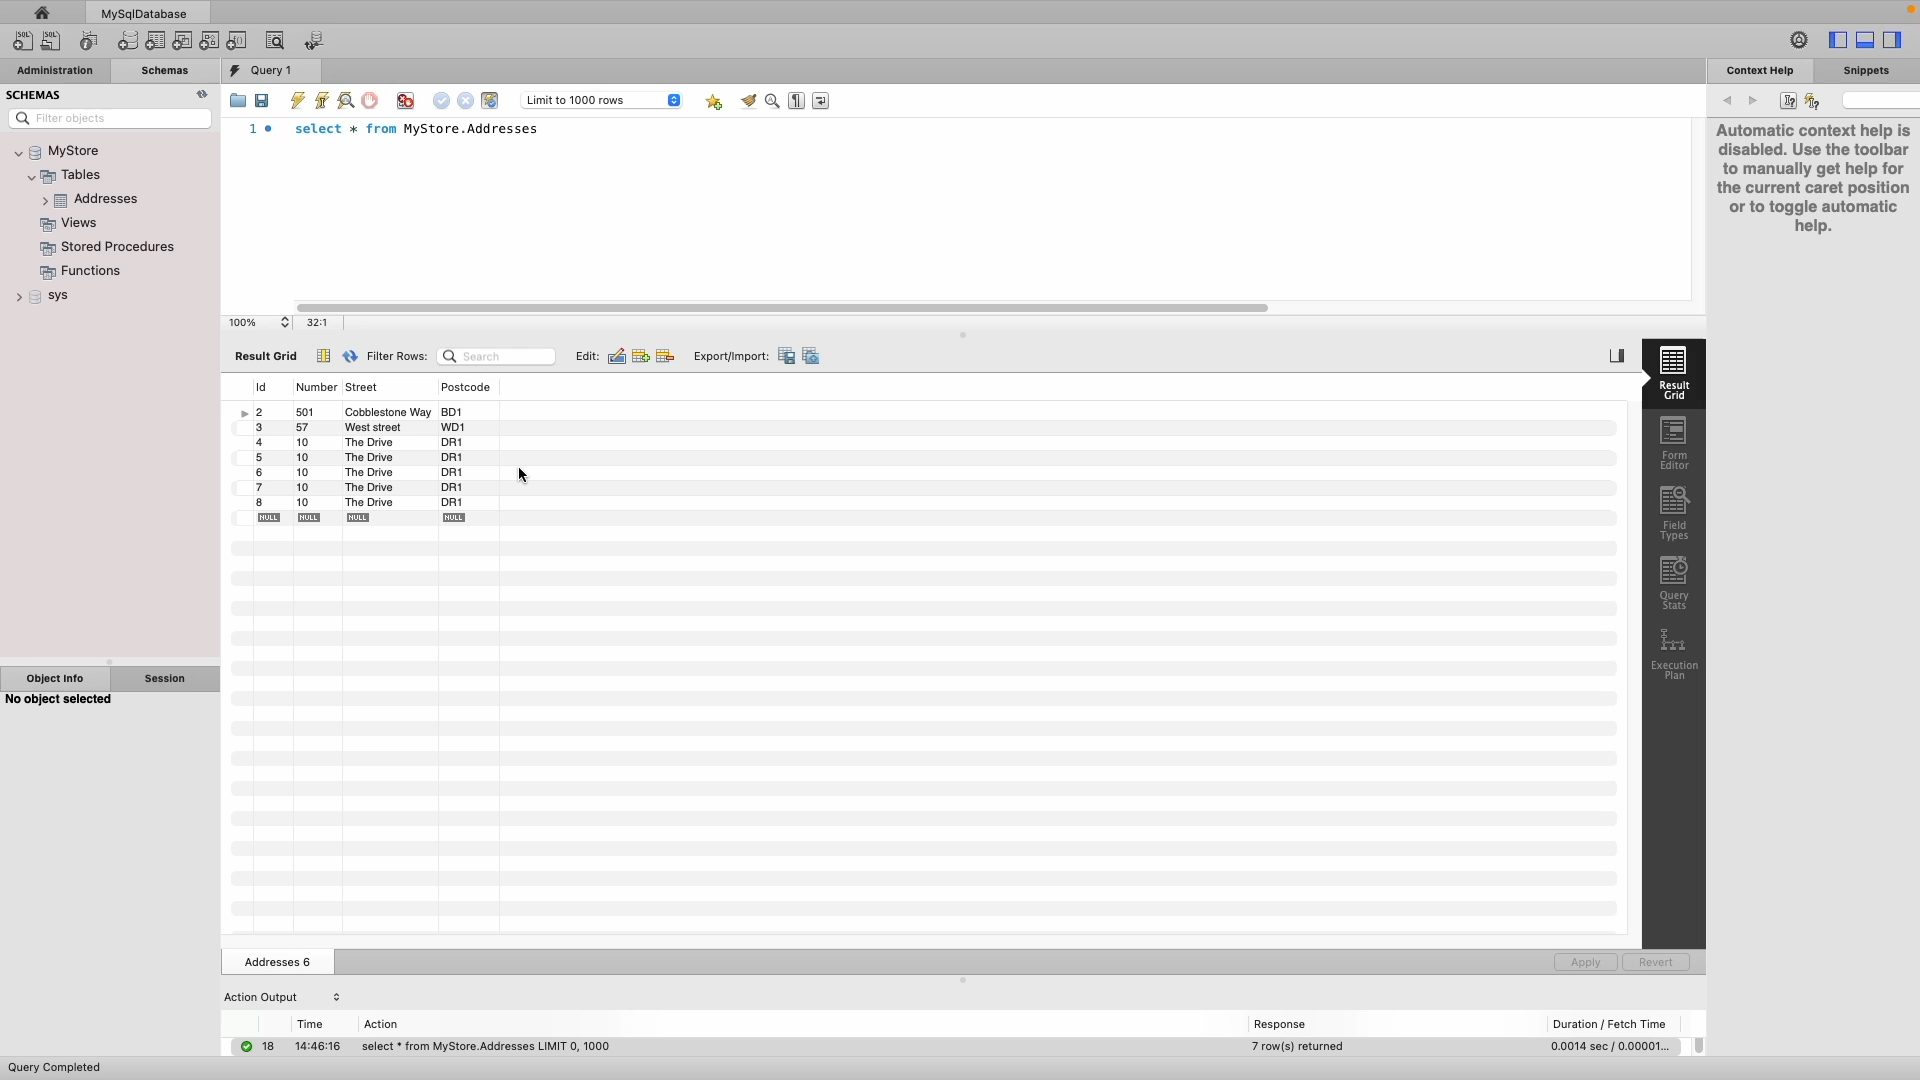 MySqlDatabase
Administration
Schemas
Query 1
Context Help
Snippets
SCHEMAS
Filter objects
Limit to 1000 rows
1
select * from MyStore.Addresses
MyStore
Tables
Addresses
Views
Stored Procedures
Functions
sys
Automatic context help is
disabled. Use the toolbar
to manually get help for
the current caret position
or to toggle automatic
help.
100%
32:1
Result Grid
Filter Rows:
Search
Edit:
Export/Import:
Id Number Street Postcode
2 501 Cobblestone Way BD1
3 57 West street WD1
4 10 The Drive DR1
5 10 The Drive DR1
6 10 The Drive DR1
7 10 The Drive DR1
8 10 The Drive DR1
NULL NULL NULL NULL
Result
Grid
Form
Editor
Field
Types
Query
Stats
Execution
Plan
Object Info
Session
No object selected
Addresses 6
Apply
Revert
Action Output
Time Action Response Duration / Fetch Time
18 14:46:16 select * from MyStore.Addresses LIMIT 0, 1000 7 row(s) returned 0.0014 sec / 0.00001...
Query Completed